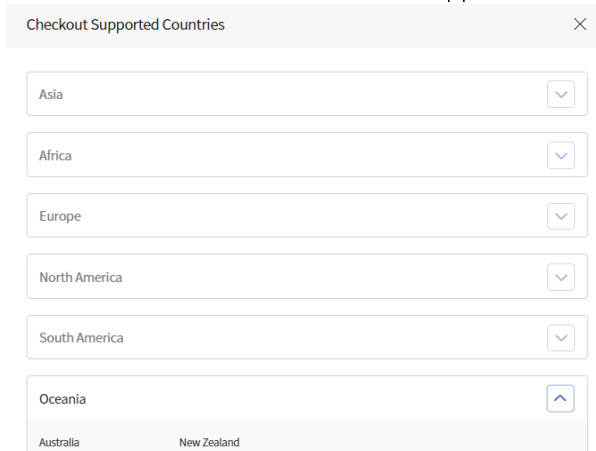 Checkout Supported Countries
Asia
Africa
Europe
North America
South America
Oceania
Australia New Zealand